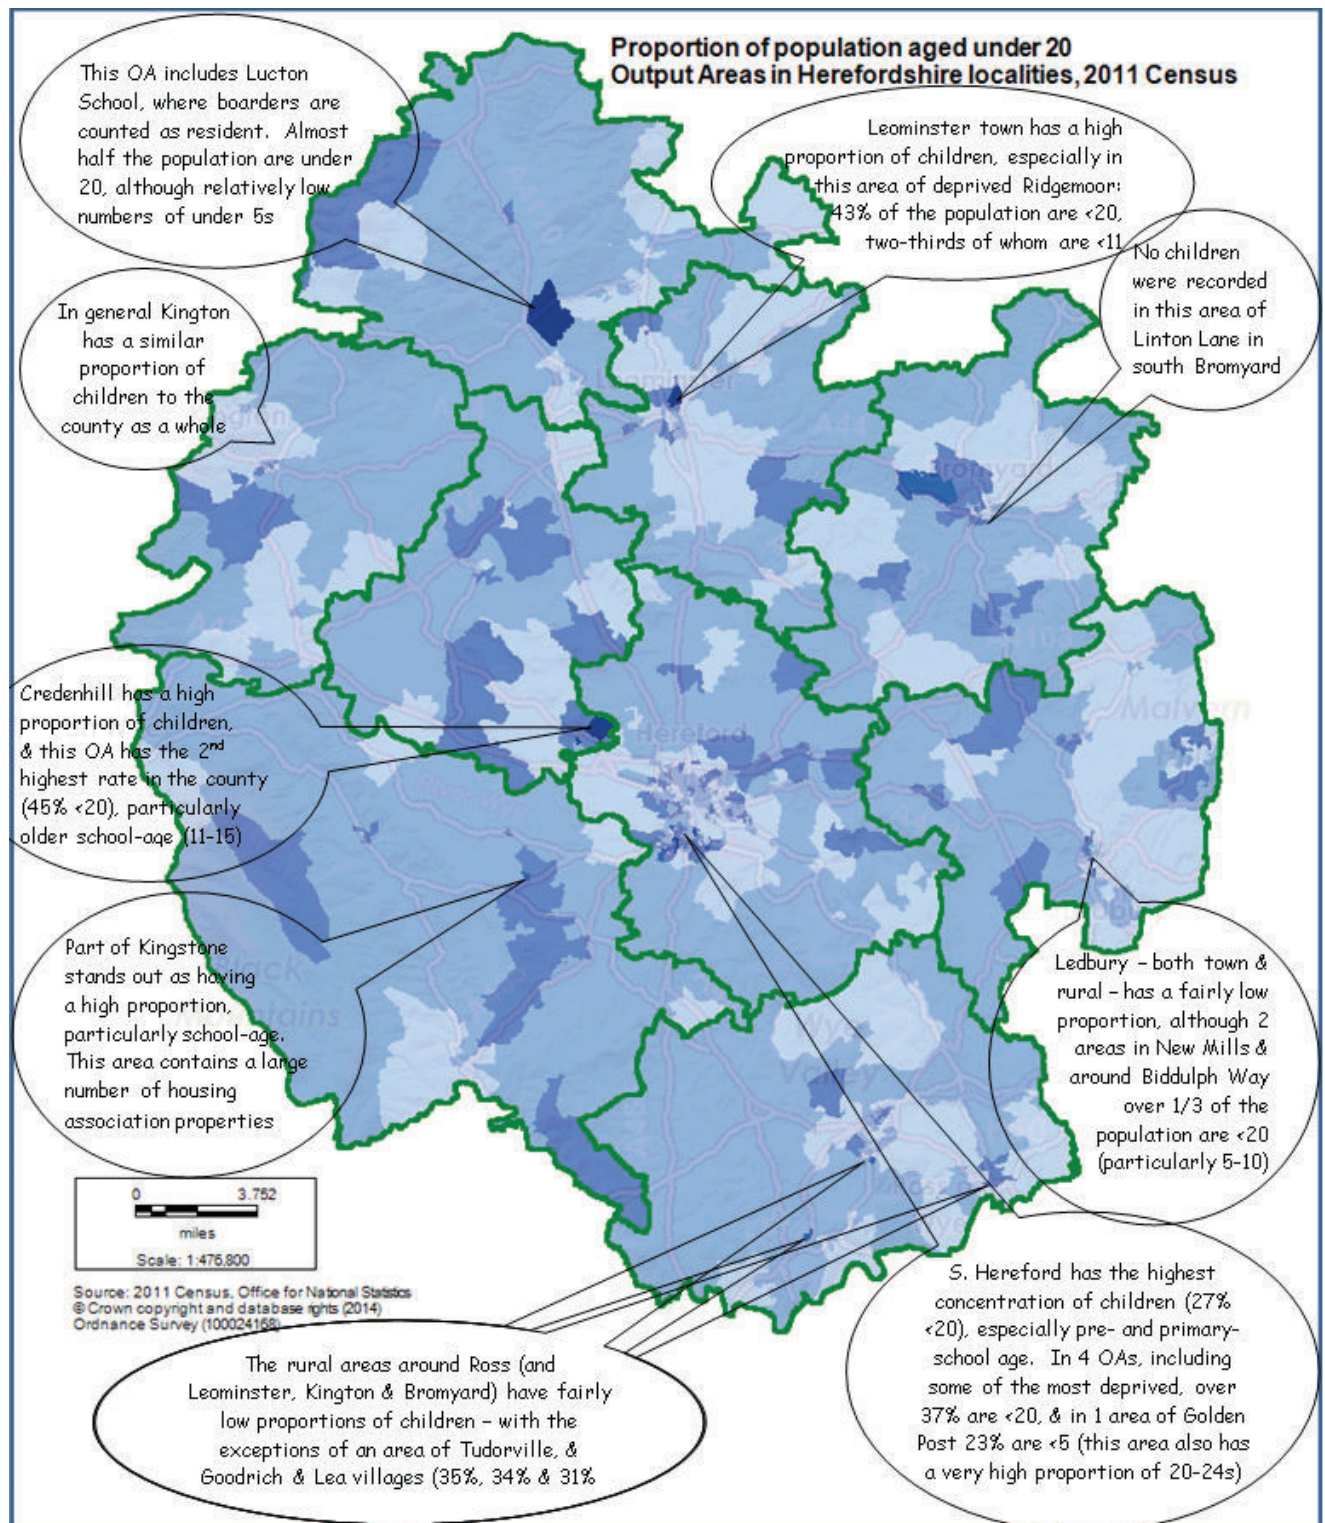 Proportion of population aged under 20
Output Areas in Herefordshire localities, 2011 Census
This OA includes Lucton
School, where boarders are
counted as resident. Almost
half the population are under
20, although relatively low
numbers of under 5s
Leominster town has a high
proportion of children, especially in
this area of deprived Ridgemoor:
43% of the population are <20,
two-thirds of whom are <11
No children
were recorded
in this area of
Linton Lane in
south Bromyard
In general Kington
has a similar
proportion of
children to the
county as a whole
Bromyard
Credenhill has a high
proportion of children,
& this OA has the 2nd
highest rate in the county
(45% <20), particularly
older school-age (11-15)
Hereford
Malvern
Part of Kingstone
stands out as having
a high proportion,
particularly school-age.
This area contains a large
number of housing
association properties
Black
Mountains
Wye
Valley
Ledbury – both town &
rural – has a fairly low
proportion, although 2
areas in New Mills &
around Biddulph Way
over 1/3 of the
population are <20
(particularly 5-10)
0 3.752
miles
Scale: 1:476,800
Source: 2011 Census, Office for National Statistics
© Crown copyright and database rights (2014)
Ordnance Survey (100024168)
The rural areas around Ross (and
Leominster, Kington & Bromyard) have fairly
low proportions of children – with the
exceptions of an area of Tudorville, &
Goodrich & Lea villages (35%, 34% & 31%
S. Hereford has the highest
concentration of children (27%
<20), especially pre- and primary-
school age. In 4 OAs, including
some of the most deprived, over
37% are <20, & in 1 area of Golden
Post 23% are <5 (this area also has
a very high proportion of 20-24s)